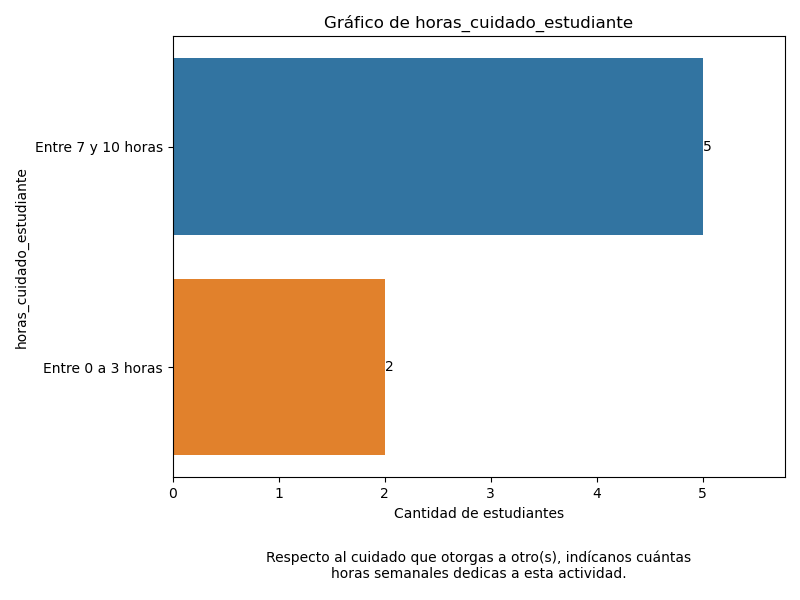 Gráfico de horas_cuidado_estudiante
horas_cuidado_estudiante
Entre 7 y 10 horas
5
Entre 0 a 3 horas
2
0 1 2 3 4 5
Cantidad de estudiantes
Respecto al cuidado que otorgas a otro(s), indícanos cuántas
horas semanales dedicas a esta actividad.